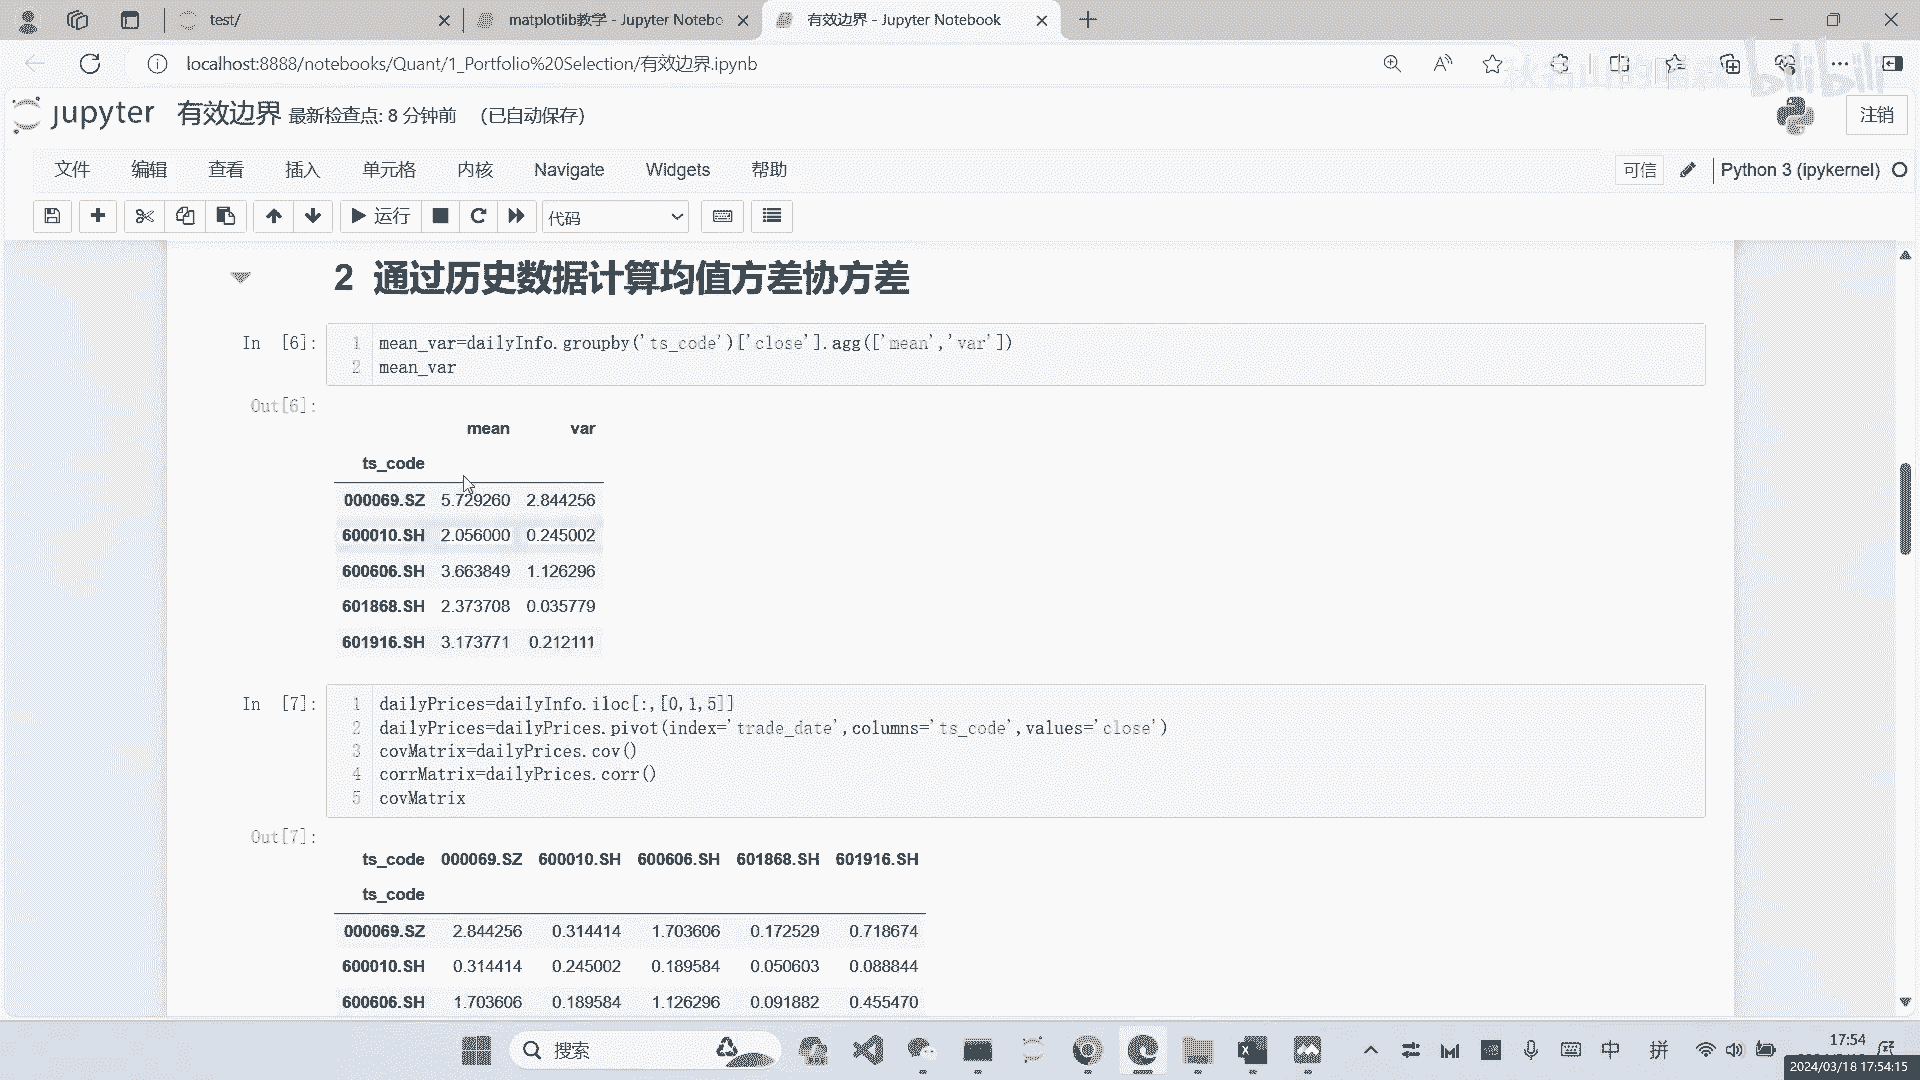 test/
matplotlib教学 - Jupyter Notebo
有效边界 - Jupyter Notebook
localhost:8888/notebooks/Quant/1_Portfolio%20Selection/有效边界.ipynb
bilibili
jupyter 有效边界 最新检查点: 8 分钟前 (已自动保存)
注销
文件 编辑 查看 插入 单元格 内核 Navigate Widgets 帮助
可信 Python 3 (ipykernel)
运行 代码
2 通过历史数据计算均值方差协方差
In [6]:
1 mean_var=dailyInfo.groupby('ts_code')['close'].agg(['mean','var'])
2 mean_var
Out[6]:
mean var
ts_code
000069.SZ 5.729260 2.844256
600010.SH 2.056000 0.245002
600606.SH 3.663849 1.126296
601868.SH 2.373708 0.035779
601916.SH 3.173771 0.212111
In [7]:
1 dailyPrices=dailyInfo.iloc[:,[0,1,5]]
2 dailyPrices=dailyPrices.pivot(index='trade_date',columns='ts_code',values='close')
3 covMatrix=dailyPrices.cov()
4 corrMatrix=dailyPrices.corr()
5 covMatrix
Out[7]:
ts_code 000069.SZ 600010.SH 600606.SH 601868.SH 601916.SH
ts_code
000069.SZ 2.844256 0.314414 1.703606 0.172529 0.718674
600010.SH 0.314414 0.245002 0.189584 0.050603 0.088844
600606.SH 1.703606 0.189584 1.126296 0.091882 0.455470
搜索
中 拼
17:54
2024/03/18 17:54:15